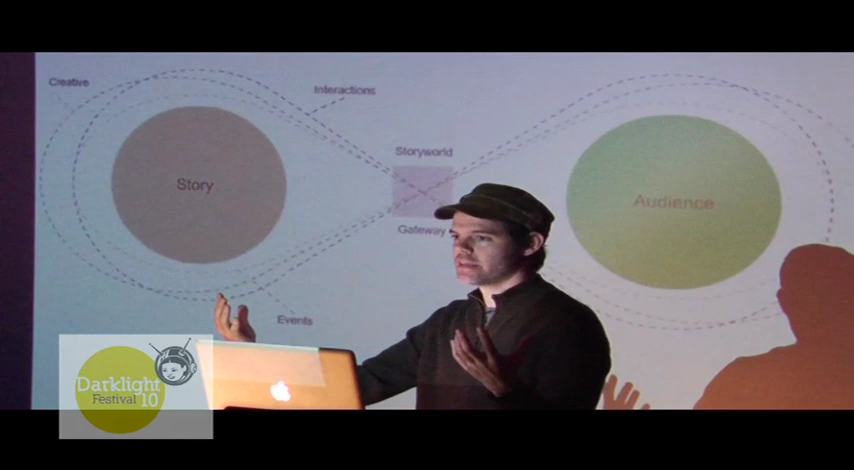 Creative
Interactions
Storyworld
Story
Audience
Gateway
Events
Darklight
Festival 10